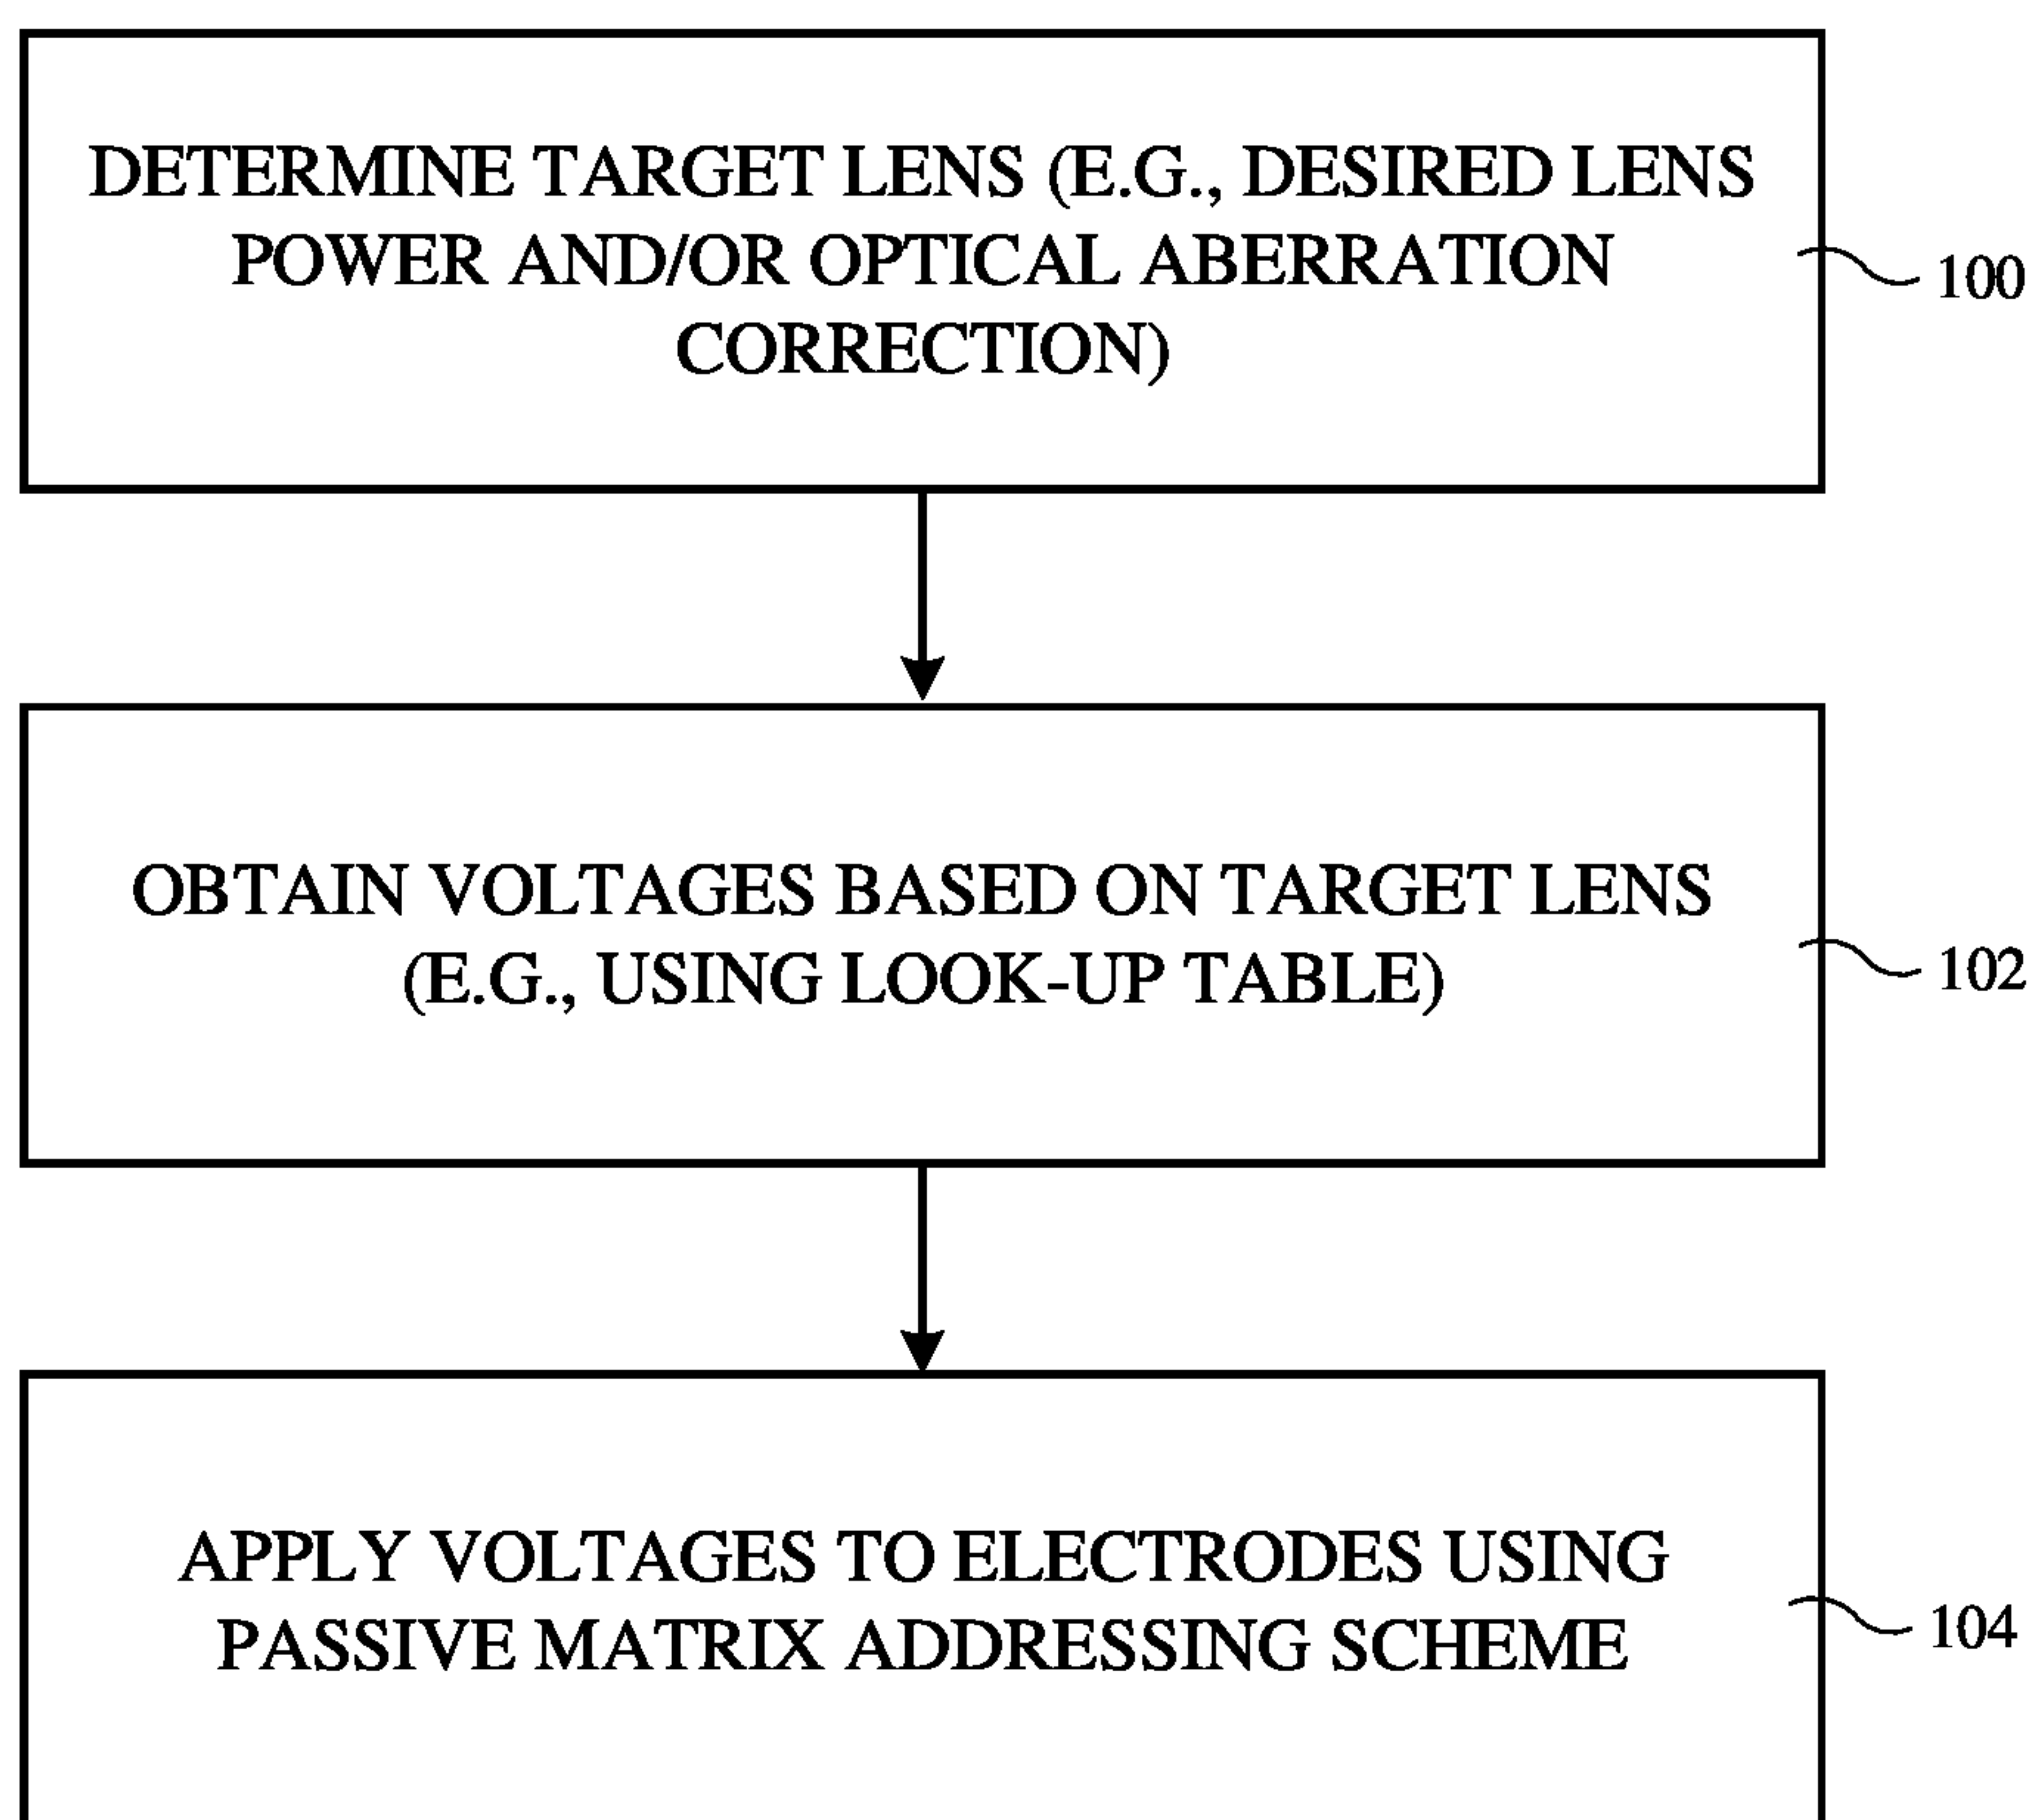 DETERMINE TARGET LENS (E.G., DESIRED LENS
POWER AND/OR OPTICAL ABERRATION
CORRECTION)
100
OBTAIN VOLTAGES BASED ON TARGET LENS
(E.G., USING LOOK-UP TABLE)
102
APPLY VOLTAGES TO ELECTRODES USING
PASSIVE MATRIX ADDRESSING SCHEME
104